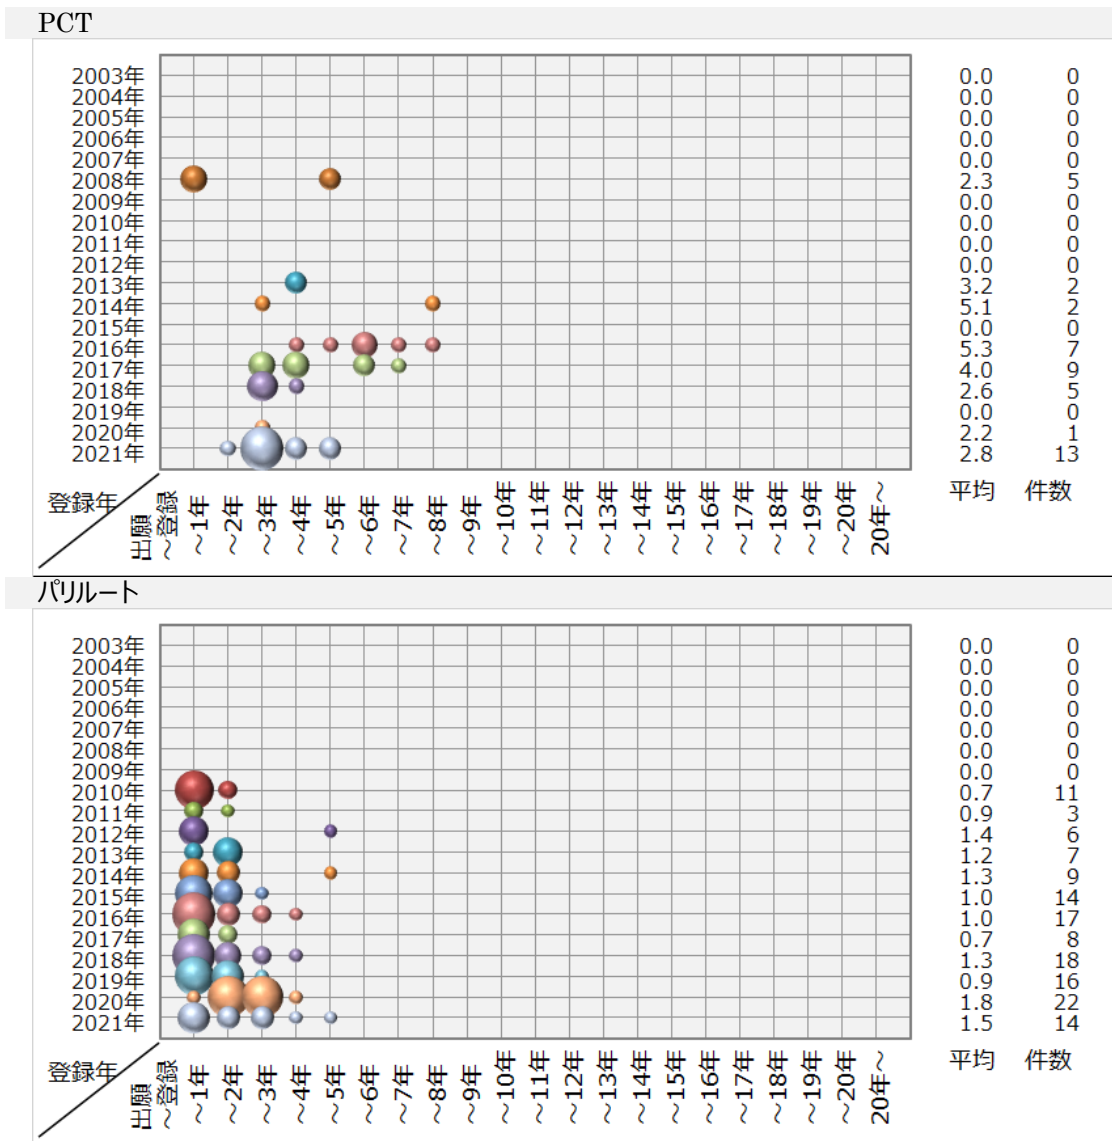 PCT
2003年 0.0 0
2004年 0.0 0
2005年 0.0 0
2006年 0.0 0
2007年 0.0 0
2008年 2.3 5
2009年 0.0 0
2010年 0.0 0
2011年 0.0 0
2012年 0.0 0
2013年 3.2 2
2014年 5.1 2
2015年 0.0 0
2016年 5.3 7
2017年 4.0 9
2018年 2.6 5
2019年 0.0 0
2020年 2.2 1
2021年 2.8 13
登録年 出願～登録 ～1年 ～2年 ～3年 ～4年 ～5年 ～6年 ～7年 ～8年 ～9年 ～10年 ～11年 ～12年 ～13年 ～14年 ～15年 ～16年 ～17年 ～18年 ～19年 ～20年 20年～ 平均 件数
パリルート
2003年 0.0 0
2004年 0.0 0
2005年 0.0 0
2006年 0.0 0
2007年 0.0 0
2008年 0.0 0
2009年 0.0 0
2010年 0.7 11
2011年 0.9 3
2012年 1.4 6
2013年 1.2 7
2014年 1.3 9
2015年 1.0 14
2016年 1.0 17
2017年 0.7 8
2018年 1.3 18
2019年 0.9 16
2020年 1.8 22
2021年 1.5 14
登録年 出願～登録 ～1年 ～2年 ～3年 ～4年 ～5年 ～6年 ～7年 ～8年 ～9年 ～10年 ～11年 ～12年 ～13年 ～14年 ～15年 ～16年 ～17年 ～18年 ～19年 ～20年 20年～ 平均 件数